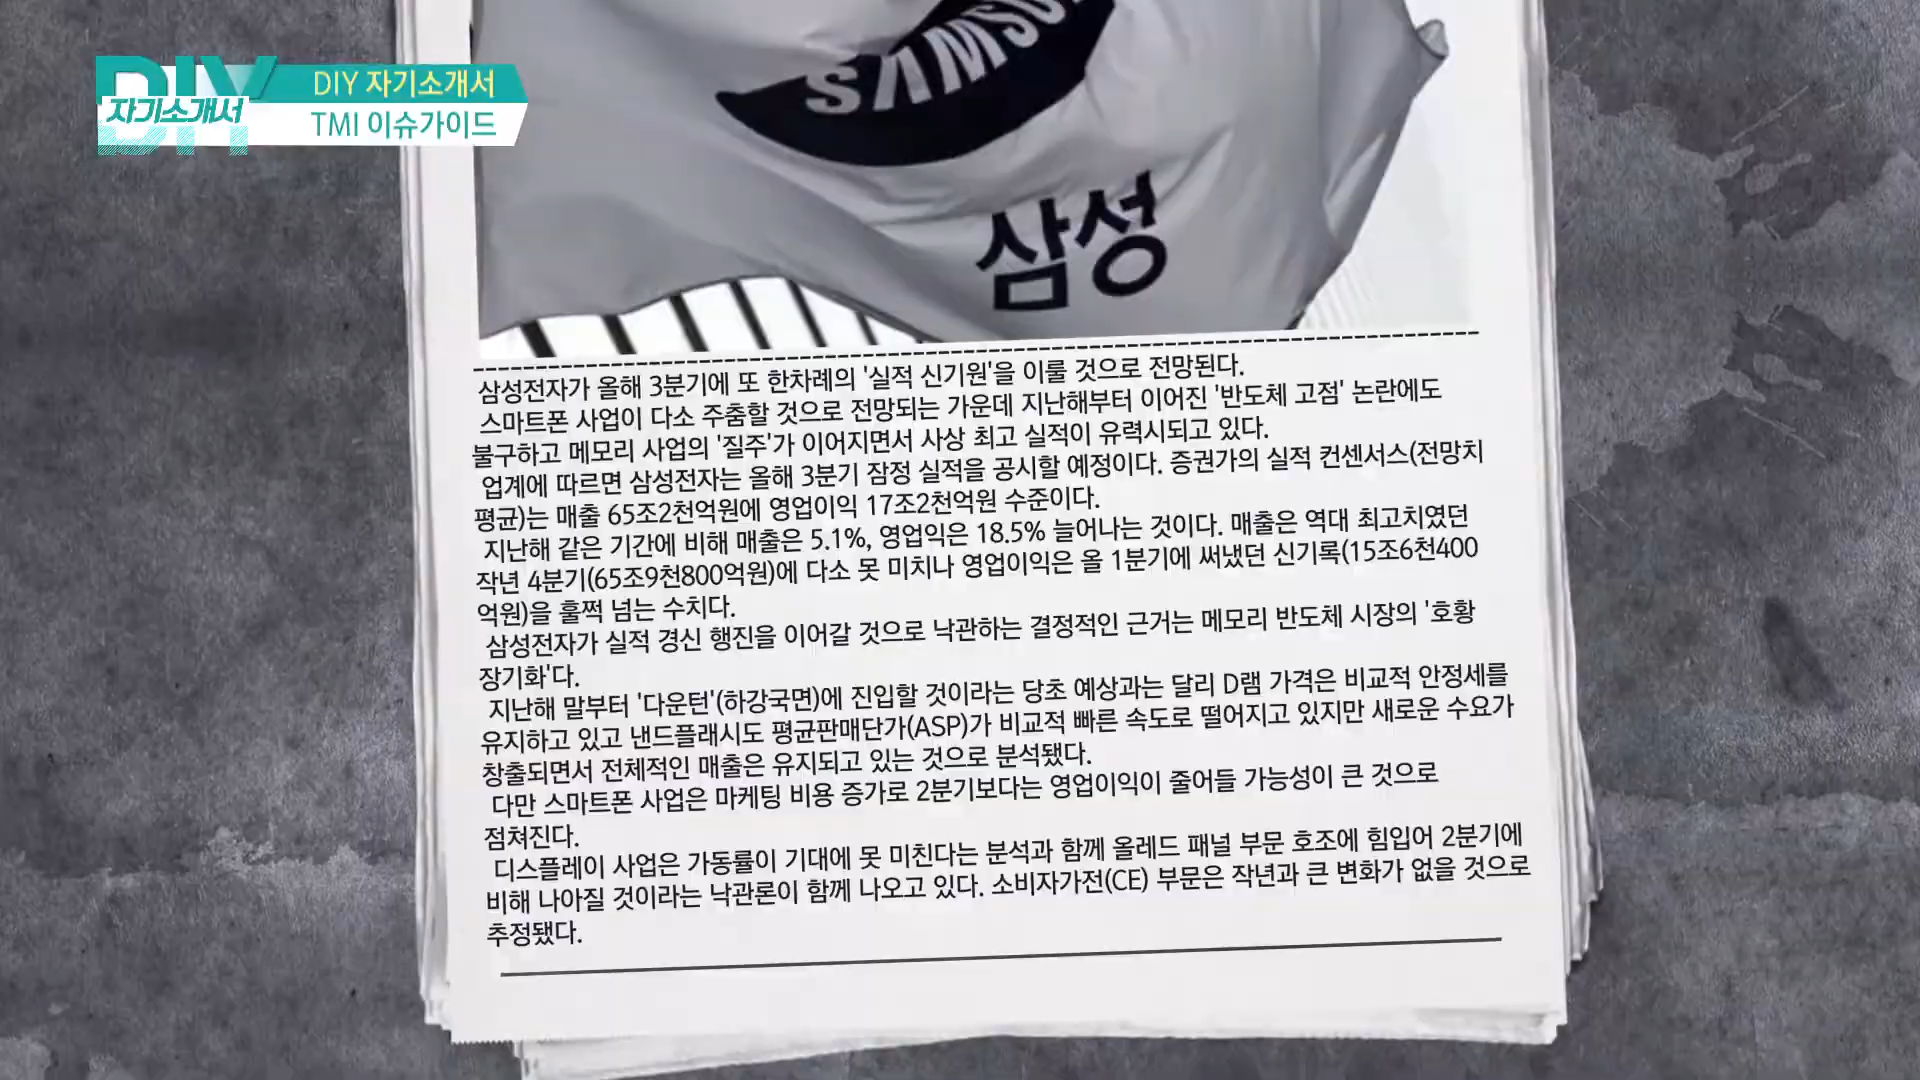 DIY
자기소개서
DIY 자기소개서
TMI 이슈가이드
삼성
삼성전자가 올해 3분기에 또 한차례의 '실적 신기원'을 이룰 것으로 전망된다.
스마트폰 사업이 다소 주춤할 것으로 전망되는 가운데 지난해부터 이어진 '반도체 고점' 논란에도
불구하고 메모리 사업의 '질주'가 이어지면서 사상 최고 실적이 유력시되고 있다.
업계에 따르면 삼성전자는 올해 3분기 잠정 실적을 공시할 예정이다. 증권가의 실적 컨센서스(전망치
평균)는 매출 65조2천억원에 영업이익 17조2천억원 수준이다.
지난해 같은 기간에 비해 매출은 5.1%, 영업익은 18.5% 늘어나는 것이다. 매출은 역대 최고치였던
작년 4분기(65조9천800억원)에 다소 못 미치나 영업이익은 올 1분기에 써냈던 신기록(15조6천400
억원)을 훌쩍 넘는 수치다.
삼성전자가 실적 경신 행진을 이어갈 것으로 낙관하는 결정적인 근거는 메모리 반도체 시장의 '호황
장기화'다.
지난해 말부터 '다운턴'(하강국면)에 진입할 것이라는 당초 예상과는 달리 D램 가격은 비교적 안정세를
유지하고 있고 낸드플래시도 평균판매단가(ASP)가 비교적 빠른 속도로 떨어지고 있지만 새로운 수요가
창출되면서 전체적인 매출은 유지되고 있는 것으로 분석됐다.
다만 스마트폰 사업은 마케팅 비용 증가로 2분기보다는 영업이익이 줄어들 가능성이 큰 것으로
점쳐진다.
디스플레이 사업은 가동률이 기대에 못 미친다는 분석과 함께 올레드 패널 부문 호조에 힘입어 2분기에
비해 나아질 것이라는 낙관론이 함께 나오고 있다. 소비자가전(CE) 부문은 작년과 큰 변화가 없을 것으로
추정됐다.